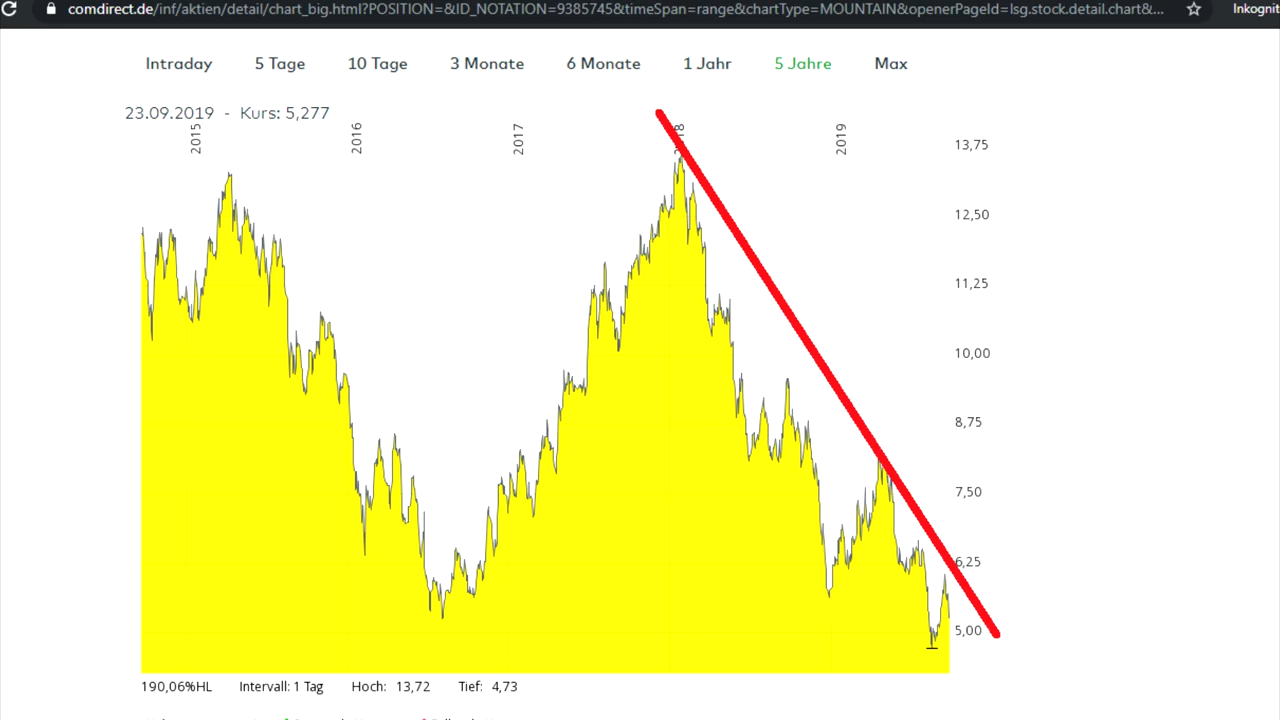 comdirect.de/inf/aktien/detail/chart_big.html?POSITION=&ID_NOTATION=9385745&timeSpan=range&chartType=MOUNTAIN&openerPageId=lsg.stock.detail.chart&... Inkognit
Intraday 5 Tage 10 Tage 3 Monate 6 Monate 1 Jahr 5 Jahre Max
23.09.2019 - Kurs: 5,277
2015 2016 2017 2018 2019
13,75
12,50
11,25
10,00
8,75
7,50
6,25
5,00
190,06%HL Intervall: 1 Tag Hoch: 13,72 Tief: 4,73